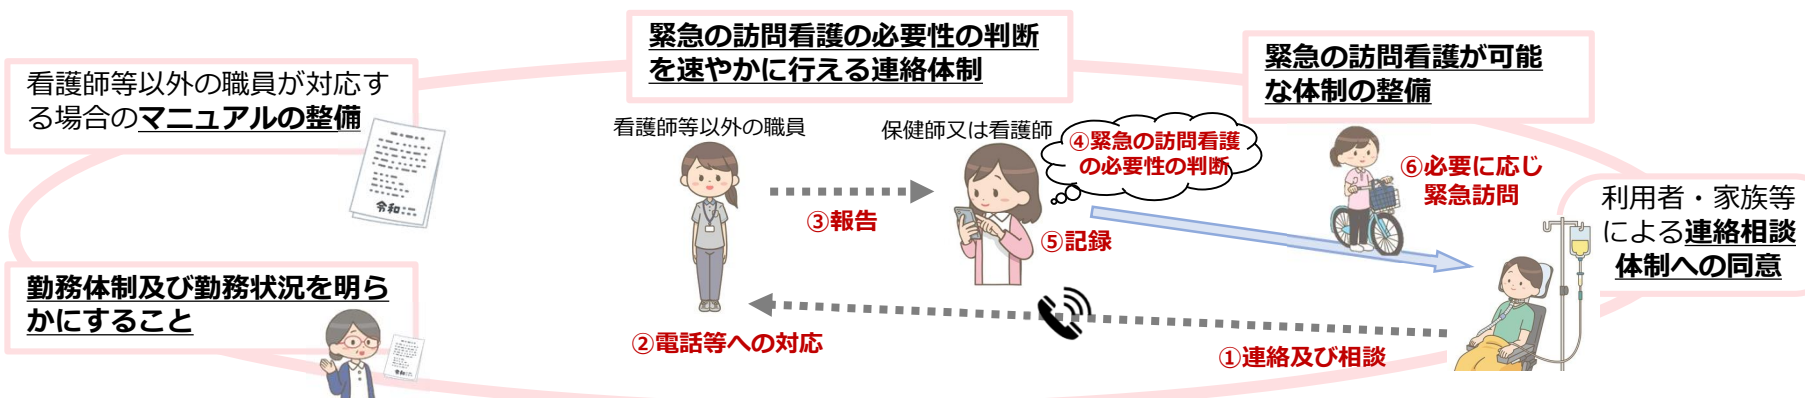 緊急の訪問看護の必要性の判断
を速やかに行える連絡体制
緊急の訪問看護が可能
な体制の整備
看護師等以外の職員が対応す
る場合のマニュアルの整備
令和
看護師等以外の職員
保健師又は看護師
④緊急の訪問看護
の必要性の判断
⑥必要に応じ
緊急訪問
③報告
⑤記録
利用者・家族等
による連絡相談
体制への同意
勤務体制及び勤務状況を明ら
かにすること
令和
②電話等への対応
①連絡及び相談